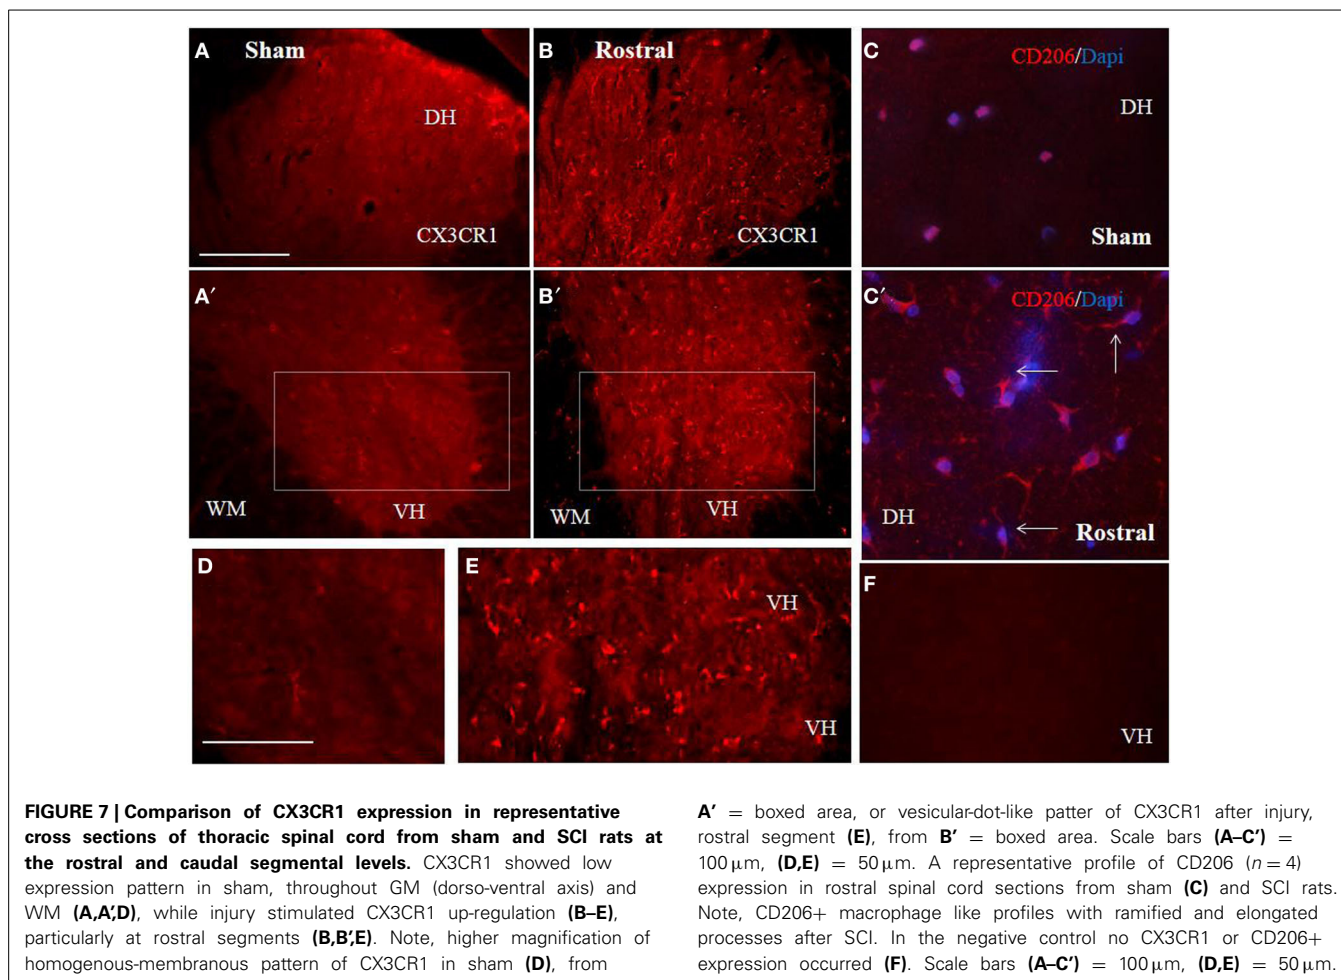 A Sham
DH
CX3CR1
B Rostral
CX3CR1
C
CD206/Dapi
DH
Sham
A′
WM
VH
B′
WM
VH
C′
CD206/Dapi
DH
Rostral
D
E
VH
VH
F
VH
FIGURE 7 | Comparison of CX3CR1 expression in representative
cross sections of thoracic spinal cord from sham and SCI rats at
the rostral and caudal segmental levels. CX3CR1 showed low
expression pattern in sham, throughout GM (dorso-ventral axis) and
WM (A,A′,D), while injury stimulated CX3CR1 up-regulation (B–E),
particularly at rostral segments (B,B′,E). Note, higher magnification of
homogenous-membranous pattern of CX3CR1 in sham (D), from
A′ = boxed area, or vesicular-dot-like patter of CX3CR1 after injury,
rostral segment (E), from B′ = boxed area. Scale bars (A–C′) =
100 μm, (D,E) = 50 μm. A representative profile of CD206 (n = 4)
expression in rostral spinal cord sections from sham (C) and SCI rats.
Note, CD206+ macrophage like profiles with ramified and elongated
processes after SCI. In the negative control no CX3CR1 or CD206+
expression occurred (F). Scale bars (A–C′) = 100 μm, (D,E) = 50 μm.